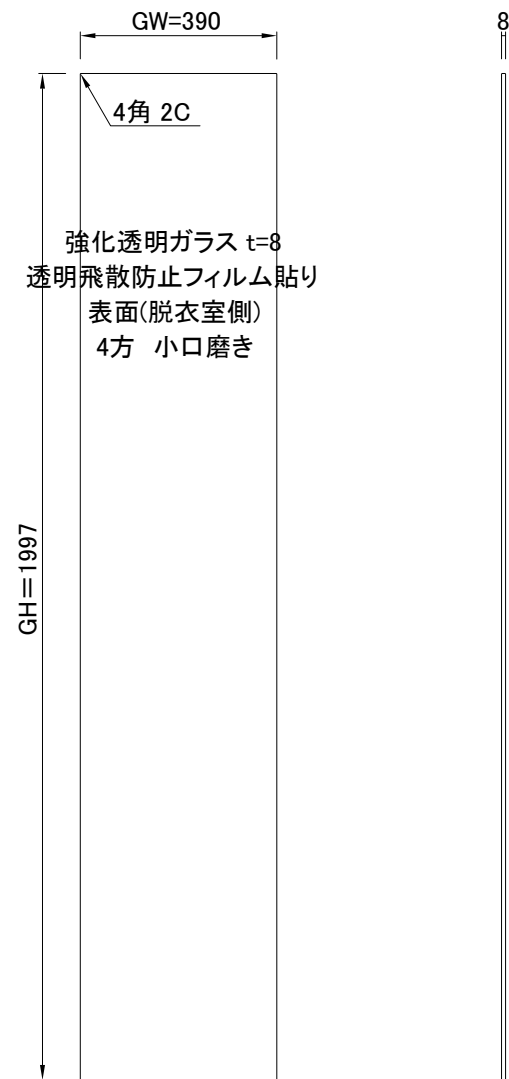 GW=390
8
4角 2C
強化透明ガラス t=8
透明飛散防止フィルム貼り
表面(脱衣室側)
4方 小口磨き
GH=1997